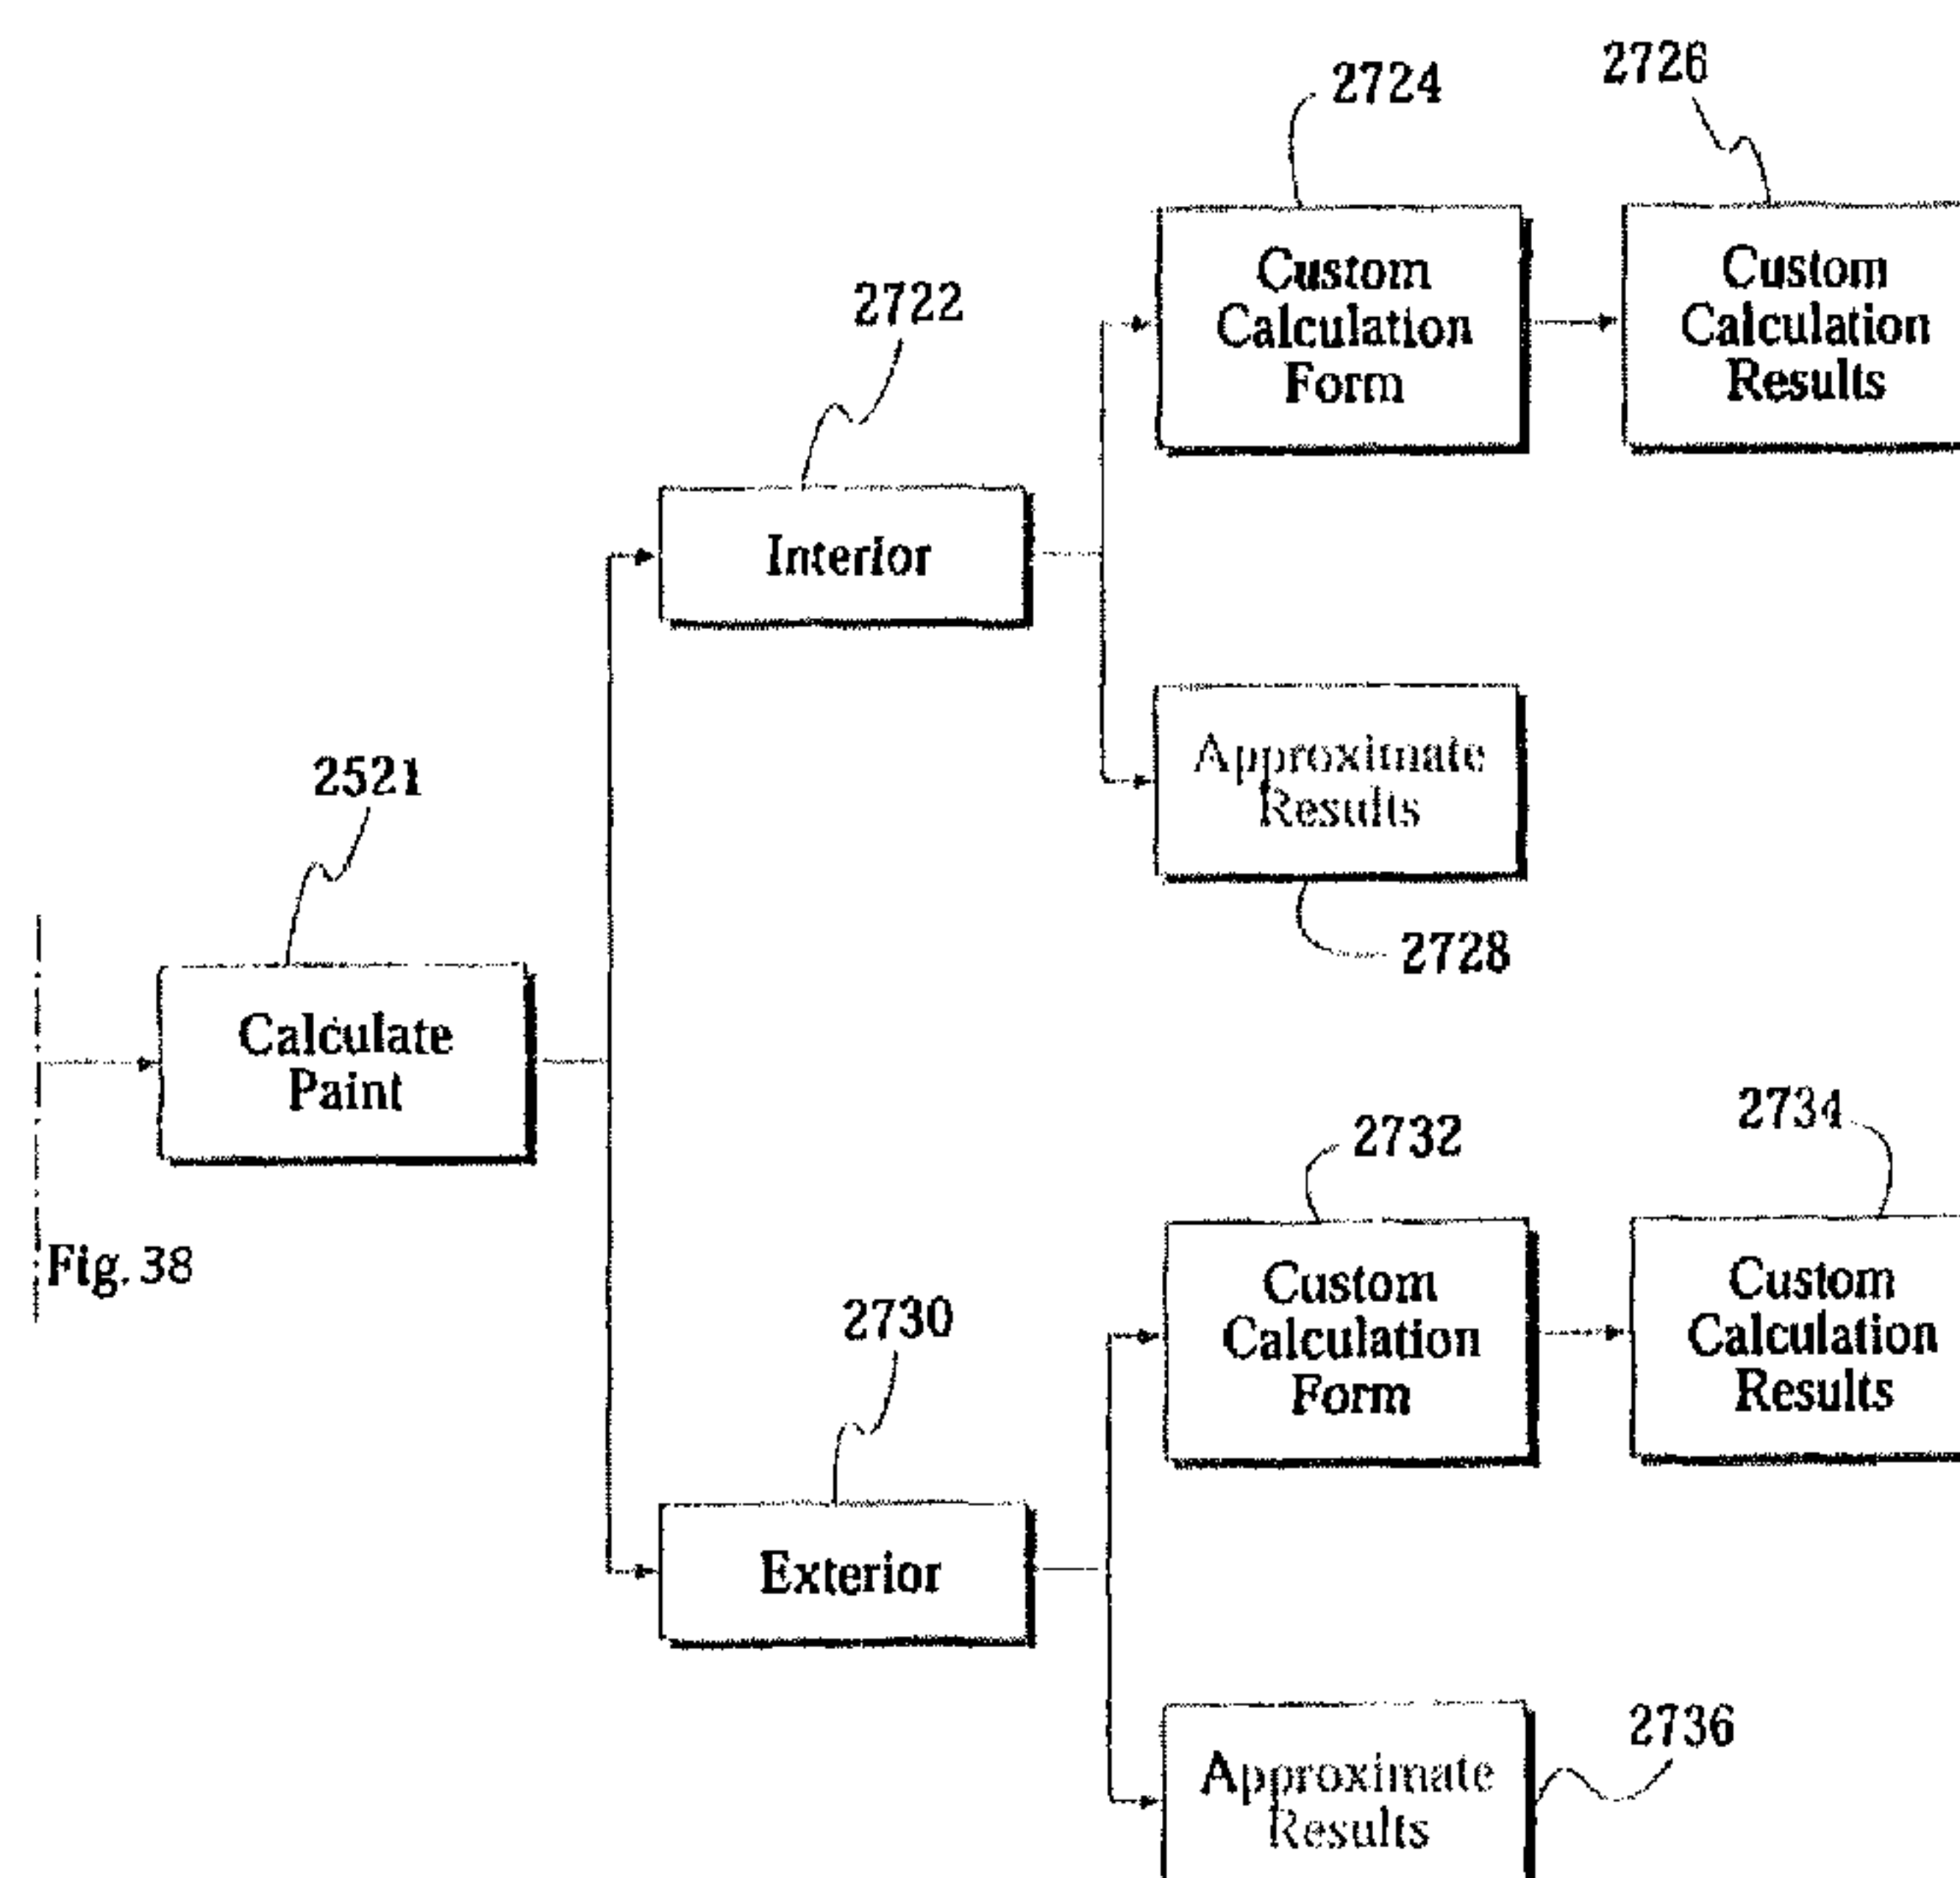 2724
2726
Custom
Calculation
Form
Custom
Calculation
Results
2722
Interior
Approximate
Results
2728
2521
Calculate
Paint
Fig. 38
2732
2734
Custom
Calculation
Form
Custom
Calculation
Results
2730
Exterior
2736
Approximate
Results